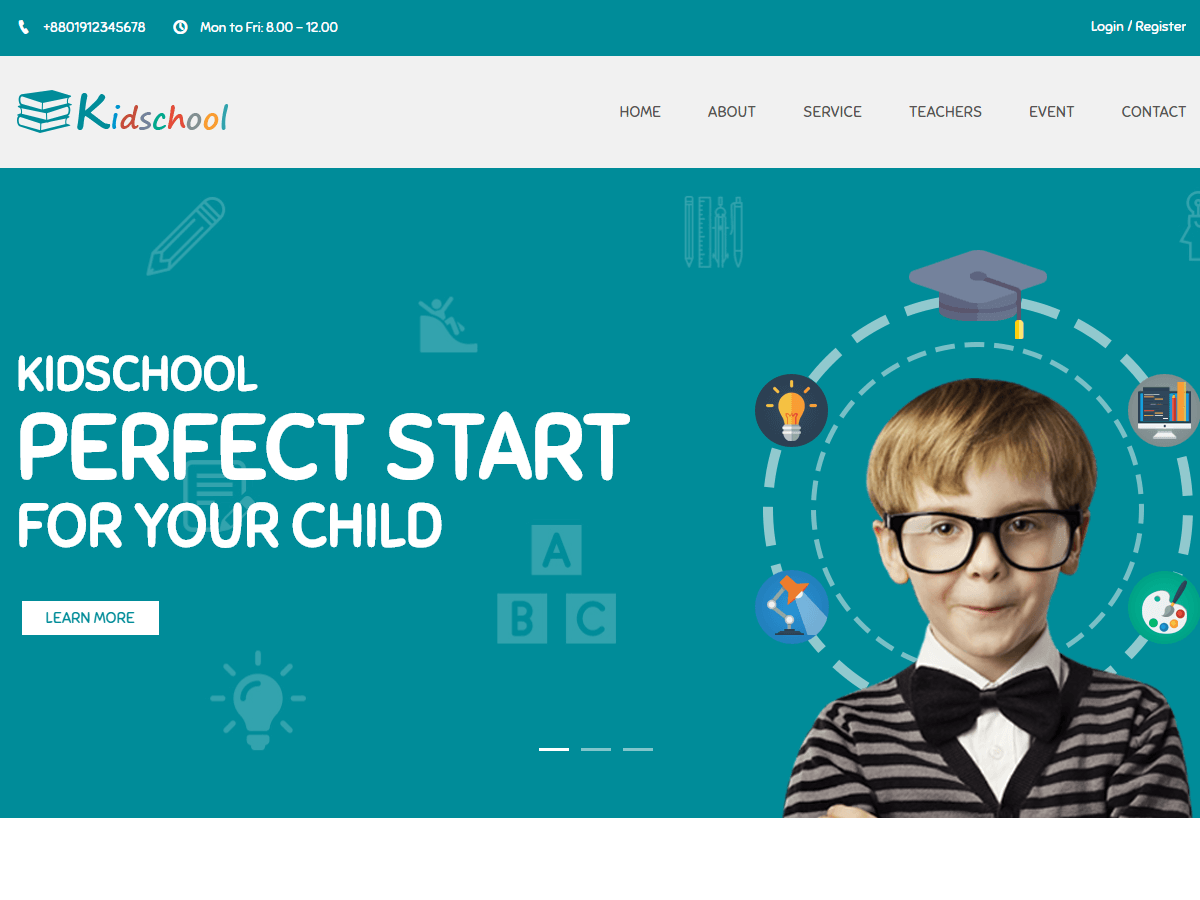 +8801912345678 Mon to Fri: 8.00 – 12.00 Login / Register
Kidschool HOME ABOUT SERVICE TEACHERS EVENT CONTACT
KIDSCHOOL
PERFECT START
FOR YOUR CHILD
A
B C
LEARN MORE